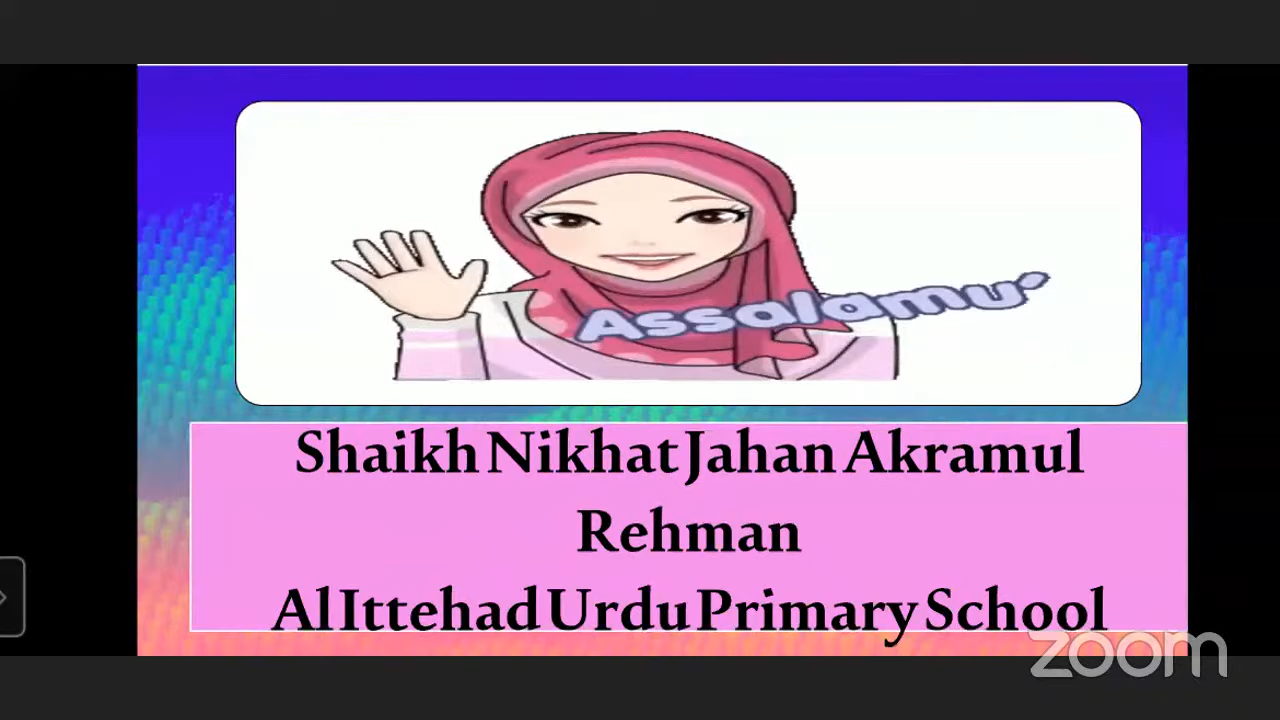 Assalamu'
Shaikh Nikhat Jahan Akramul
Rehman
Al Ittehad Urdu Primary School
zoom